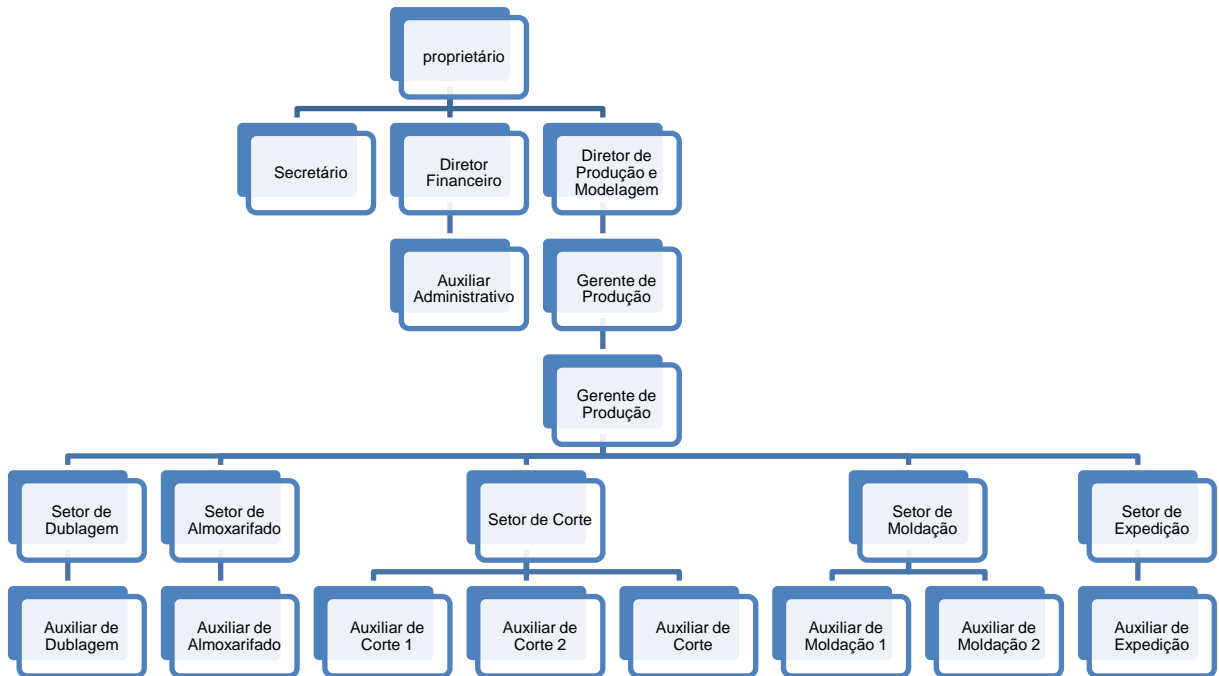 proprietário
Secretário
Diretor
Financeiro
Diretor de
Produção e
Modelagem
Auxiliar
Administrativo
Gerente de
Produção
Gerente de
Produção
Setor de
Dublagem
Setor de
Almoxarifado
Setor de Corte
Setor de
Moldação
Setor de
Expedição
Auxiliar de
Dublagem
Auxiliar de
Almoxarifado
Auxiliar de
Corte 1
Auxiliar de
Corte 2
Auxiliar de
Corte
Auxiliar de
Moldação 1
Auxiliar de
Moldação 2
Auxiliar de
Expedição